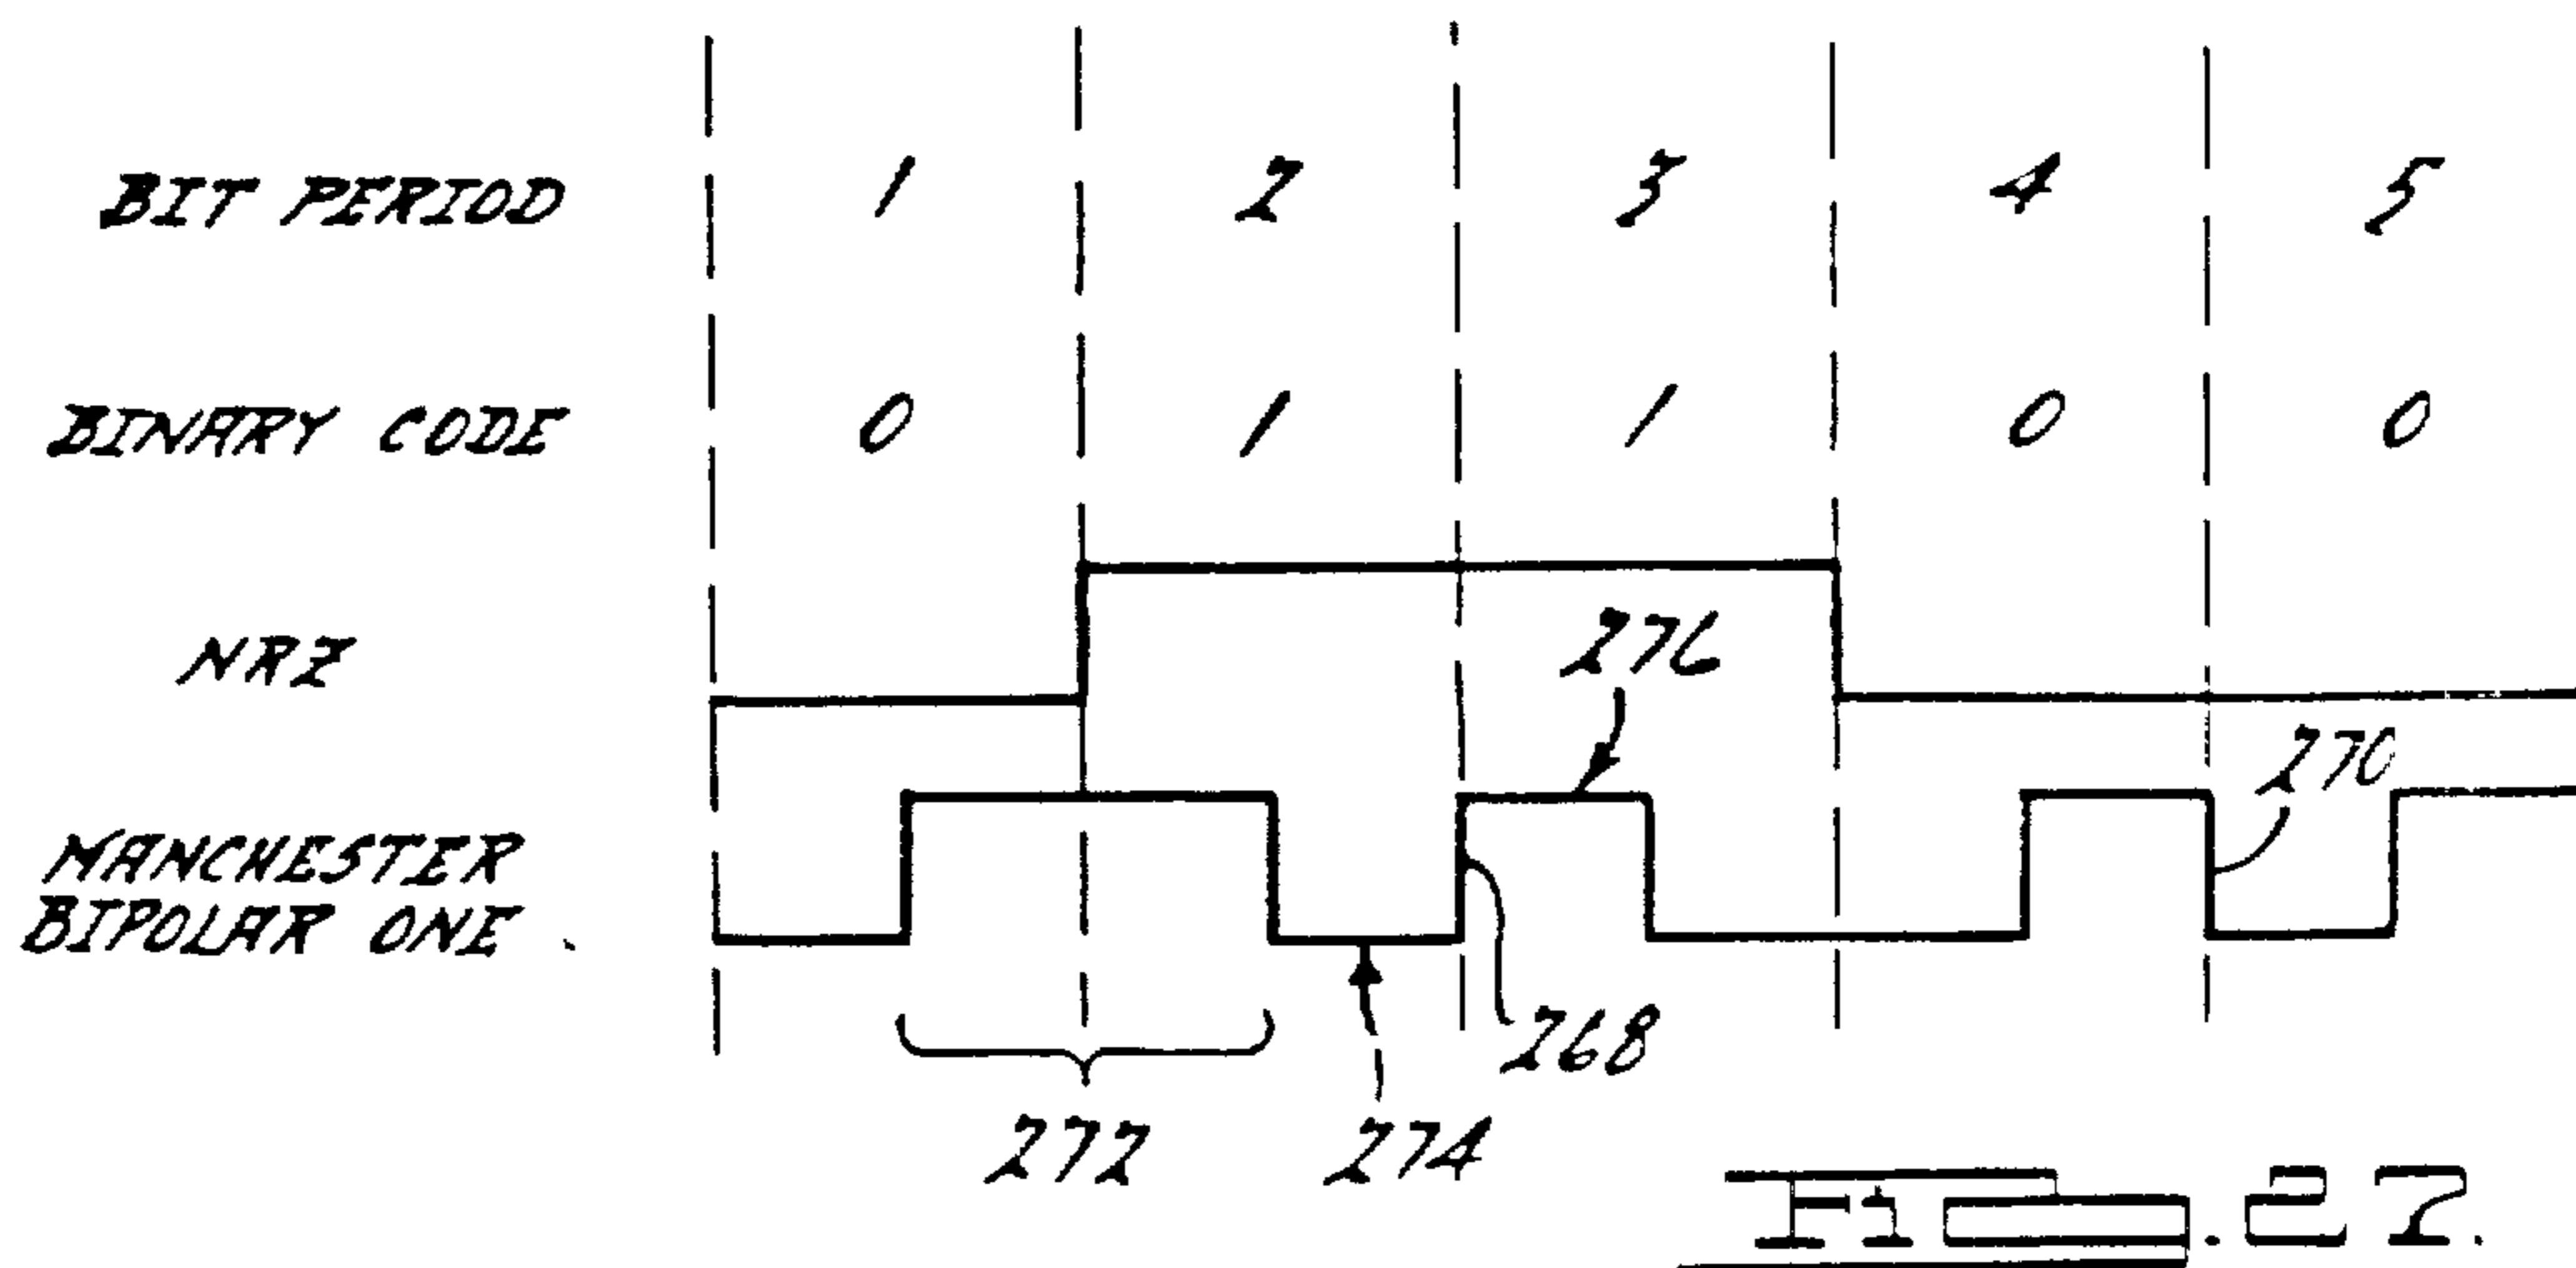 BIT PERIOD 1 2 3 4 5
BINARY CODE 0 1 1 0 0
NRZ
276
270
MANCHESTER
BIPOLAR ONE
268
272 274
FIG. 27.